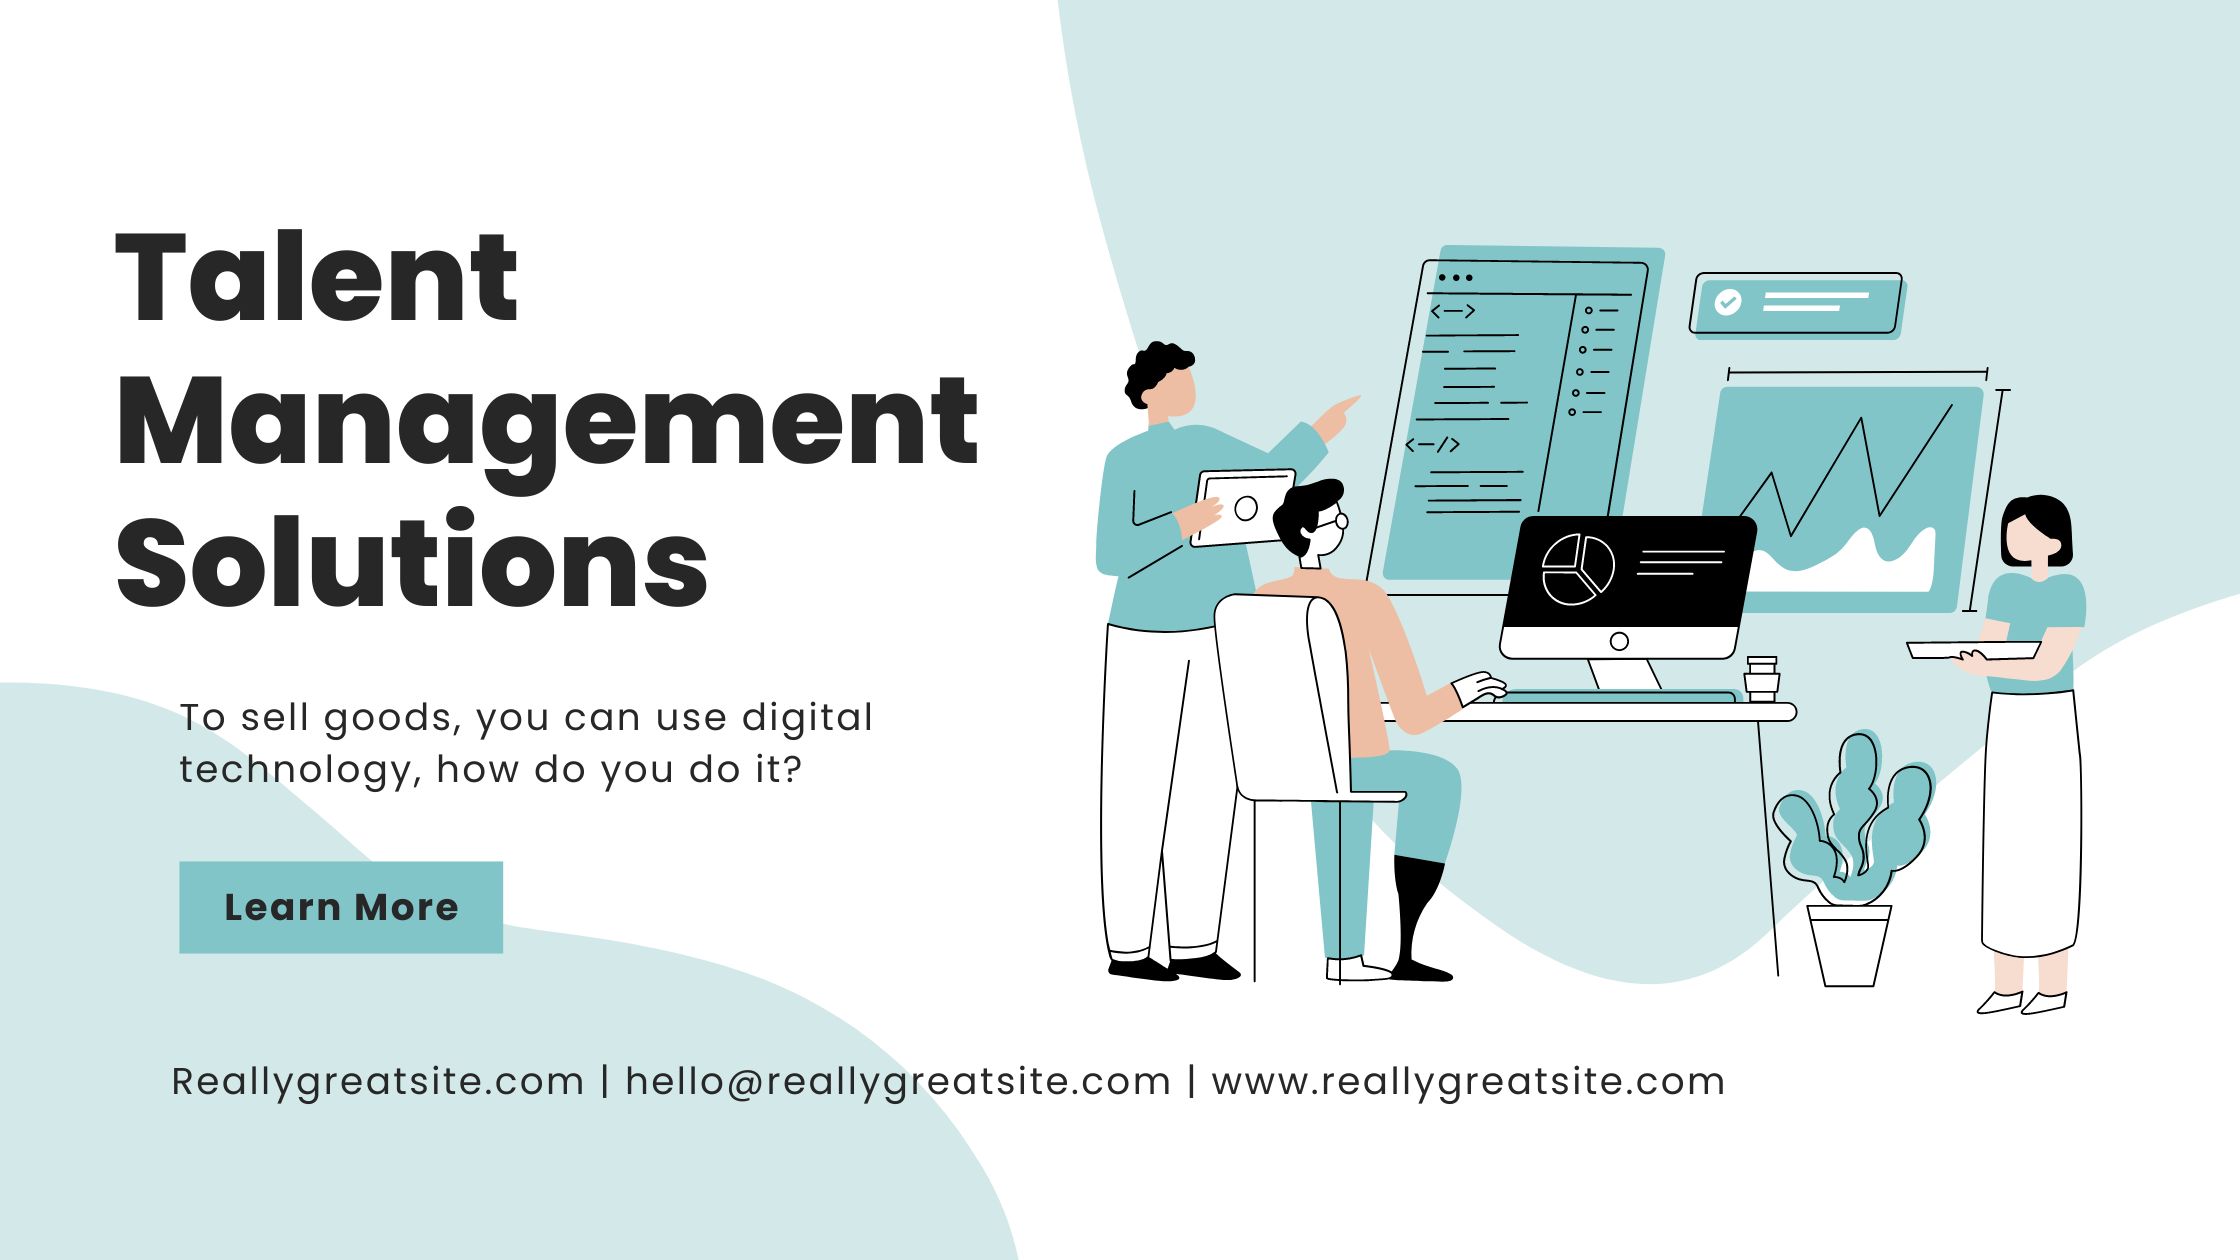 Talent
Management
Solutions
To sell goods, you can use digital
technology, how do you do it?
Learn More
Reallygreatsite.com | hello@reallygreatsite.com | www.reallygreatsite.com